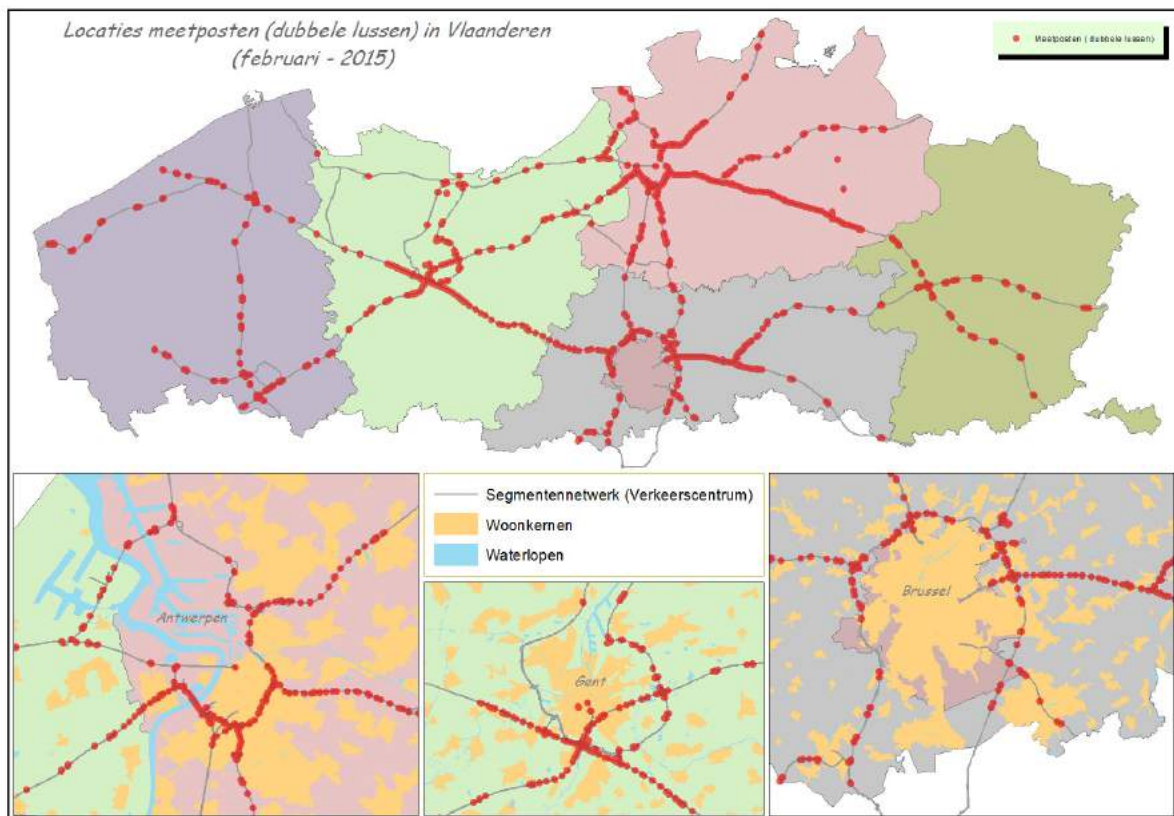 Locaties meetposten (dubbele lussen) in Vlaanderen
(februari - 2015)
Meetposten (dubbele lussen)
Segmentennetwerk (Verkeerscentrum)
Woonkernen
Waterlopen
Antwerpen
Gent
Brussel